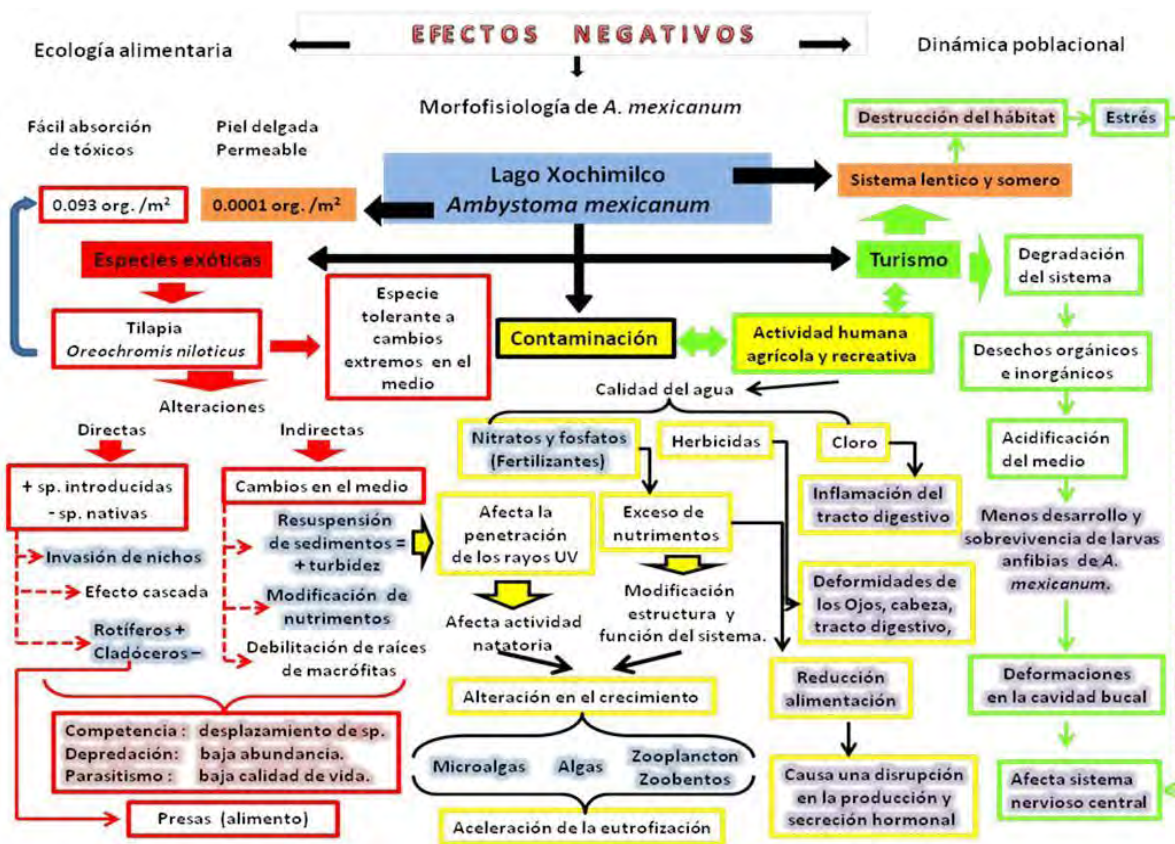 EFECTOS NEGATIVOS
Ecología alimentaria
Dinámica poblacional
Morfofisiología de A. mexicanum
Fácil absorción
de tóxicos
Piel delgada
Permeable
Destrucción del hábitat
Estrés
0.093 org. /m²
0.0001 org. /m²
Lago Xochimilco
Ambystoma mexicanum
Sistema lentico y somero
Especies exóticas
Turismo
Degradación
del sistema
Tilapia
Oreochromis niloticus
Especie
tolerante a
cambios
extremos en el
medio
Contaminación
Actividad humana
agrícola y recreativa
Desechos orgánicos
e inorgánicos
Alteraciones
Calidad del agua
Directas
Indirectas
Nitratos y fosfatos
(Fertilizantes)
Herbicidas
Cloro
Acidificación
del medio
+ sp. introducidas
- sp. nativas
Cambios en el medio
Inflamación del
tracto digestivo
Resuspensión
de sedimentos =
+ turbidez
Afecta la
penetración
de los rayos UV
Exceso de
nutrimentos
Menos desarrollo y
sobrevivencia de larvas
anfibias de A.
mexicanum.
Invasión de nichos
Efecto cascada
Rotíferos +
Cladóceros –
Modificación de
nutrimentos
Debilitación de raíces
de macrófitas
Afecta actividad
natatoria
Modificación
estructura y
función del sistema.
Deformidades de
los Ojos, cabeza,
tracto digestivo,
Alteración en el crecimiento
Reducción
alimentación
Deformaciones
en la cavidad bucal
Competencia : desplazamiento de sp.
Depredación: baja abundancia.
Parasitismo : baja calidad de vida.
Microalgas
Algas
Zooplancton
Zoobentos
Causa una disrupción
en la producción y
secreción hormonal
Afecta sistema
nervioso central
Presas (alimento)
Aceleración de la eutrofización